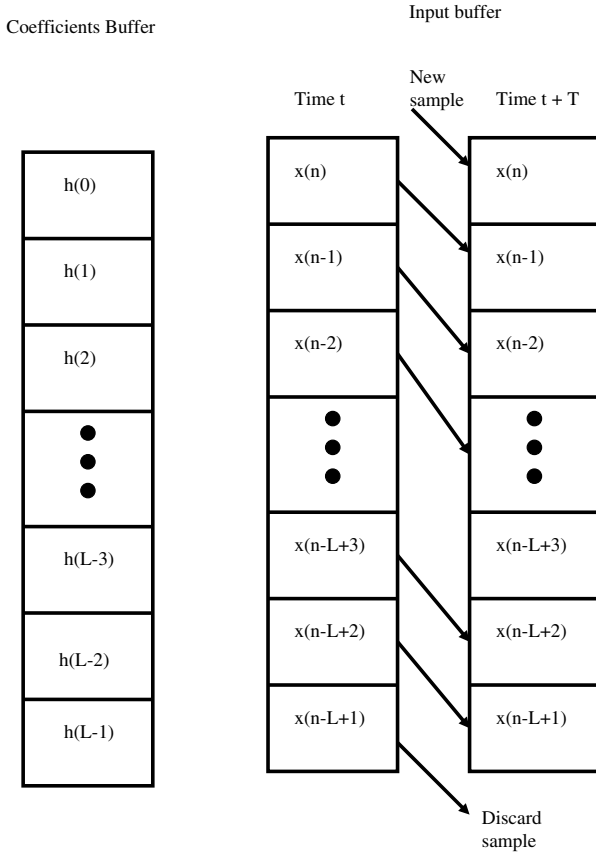 Coefficients Buffer
Input buffer
Time t
New
sample
Time t + T
h(0)
h(1)
h(2)
h(L-3)
h(L-2)
h(L-1)
x(n)
x(n-1)
x(n-2)
x(n-L+3)
x(n-L+2)
x(n-L+1)
x(n)
x(n-1)
x(n-2)
x(n-L+3)
x(n-L+2)
x(n-L+1)
Discard
sample